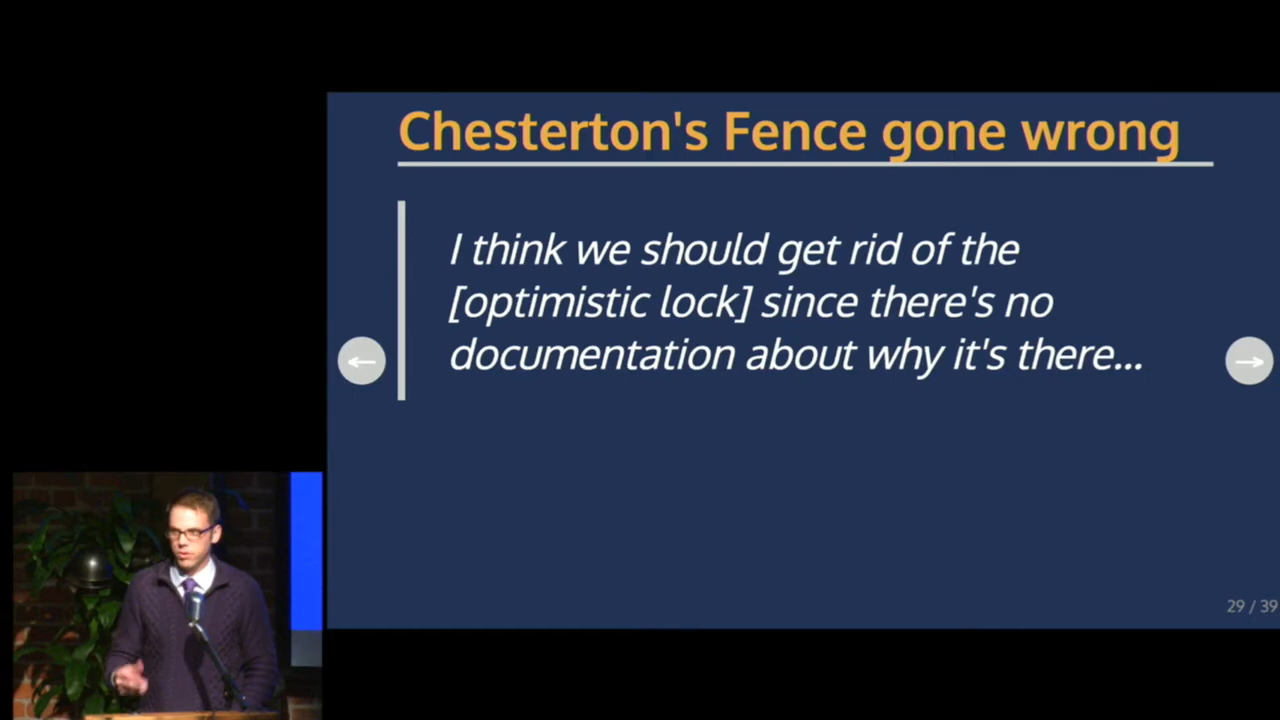 Chesterton's Fence gone wrong
I think we should get rid of the
[optimistic lock] since there's no
documentation about why it's there...
29 / 39